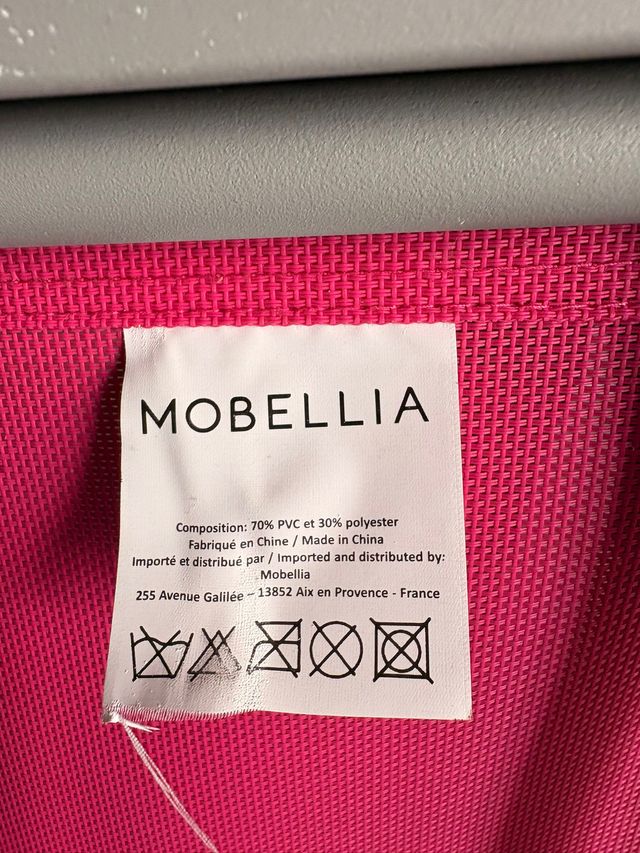 MOBELLIA
Composition: 70% PVC et 30% polyester
Fabriqué en Chine / Made in China
Importé et distribué par / Imported and distributed by:
Mobellia
255 Avenue Galilée – 13852 Aix en Provence - France